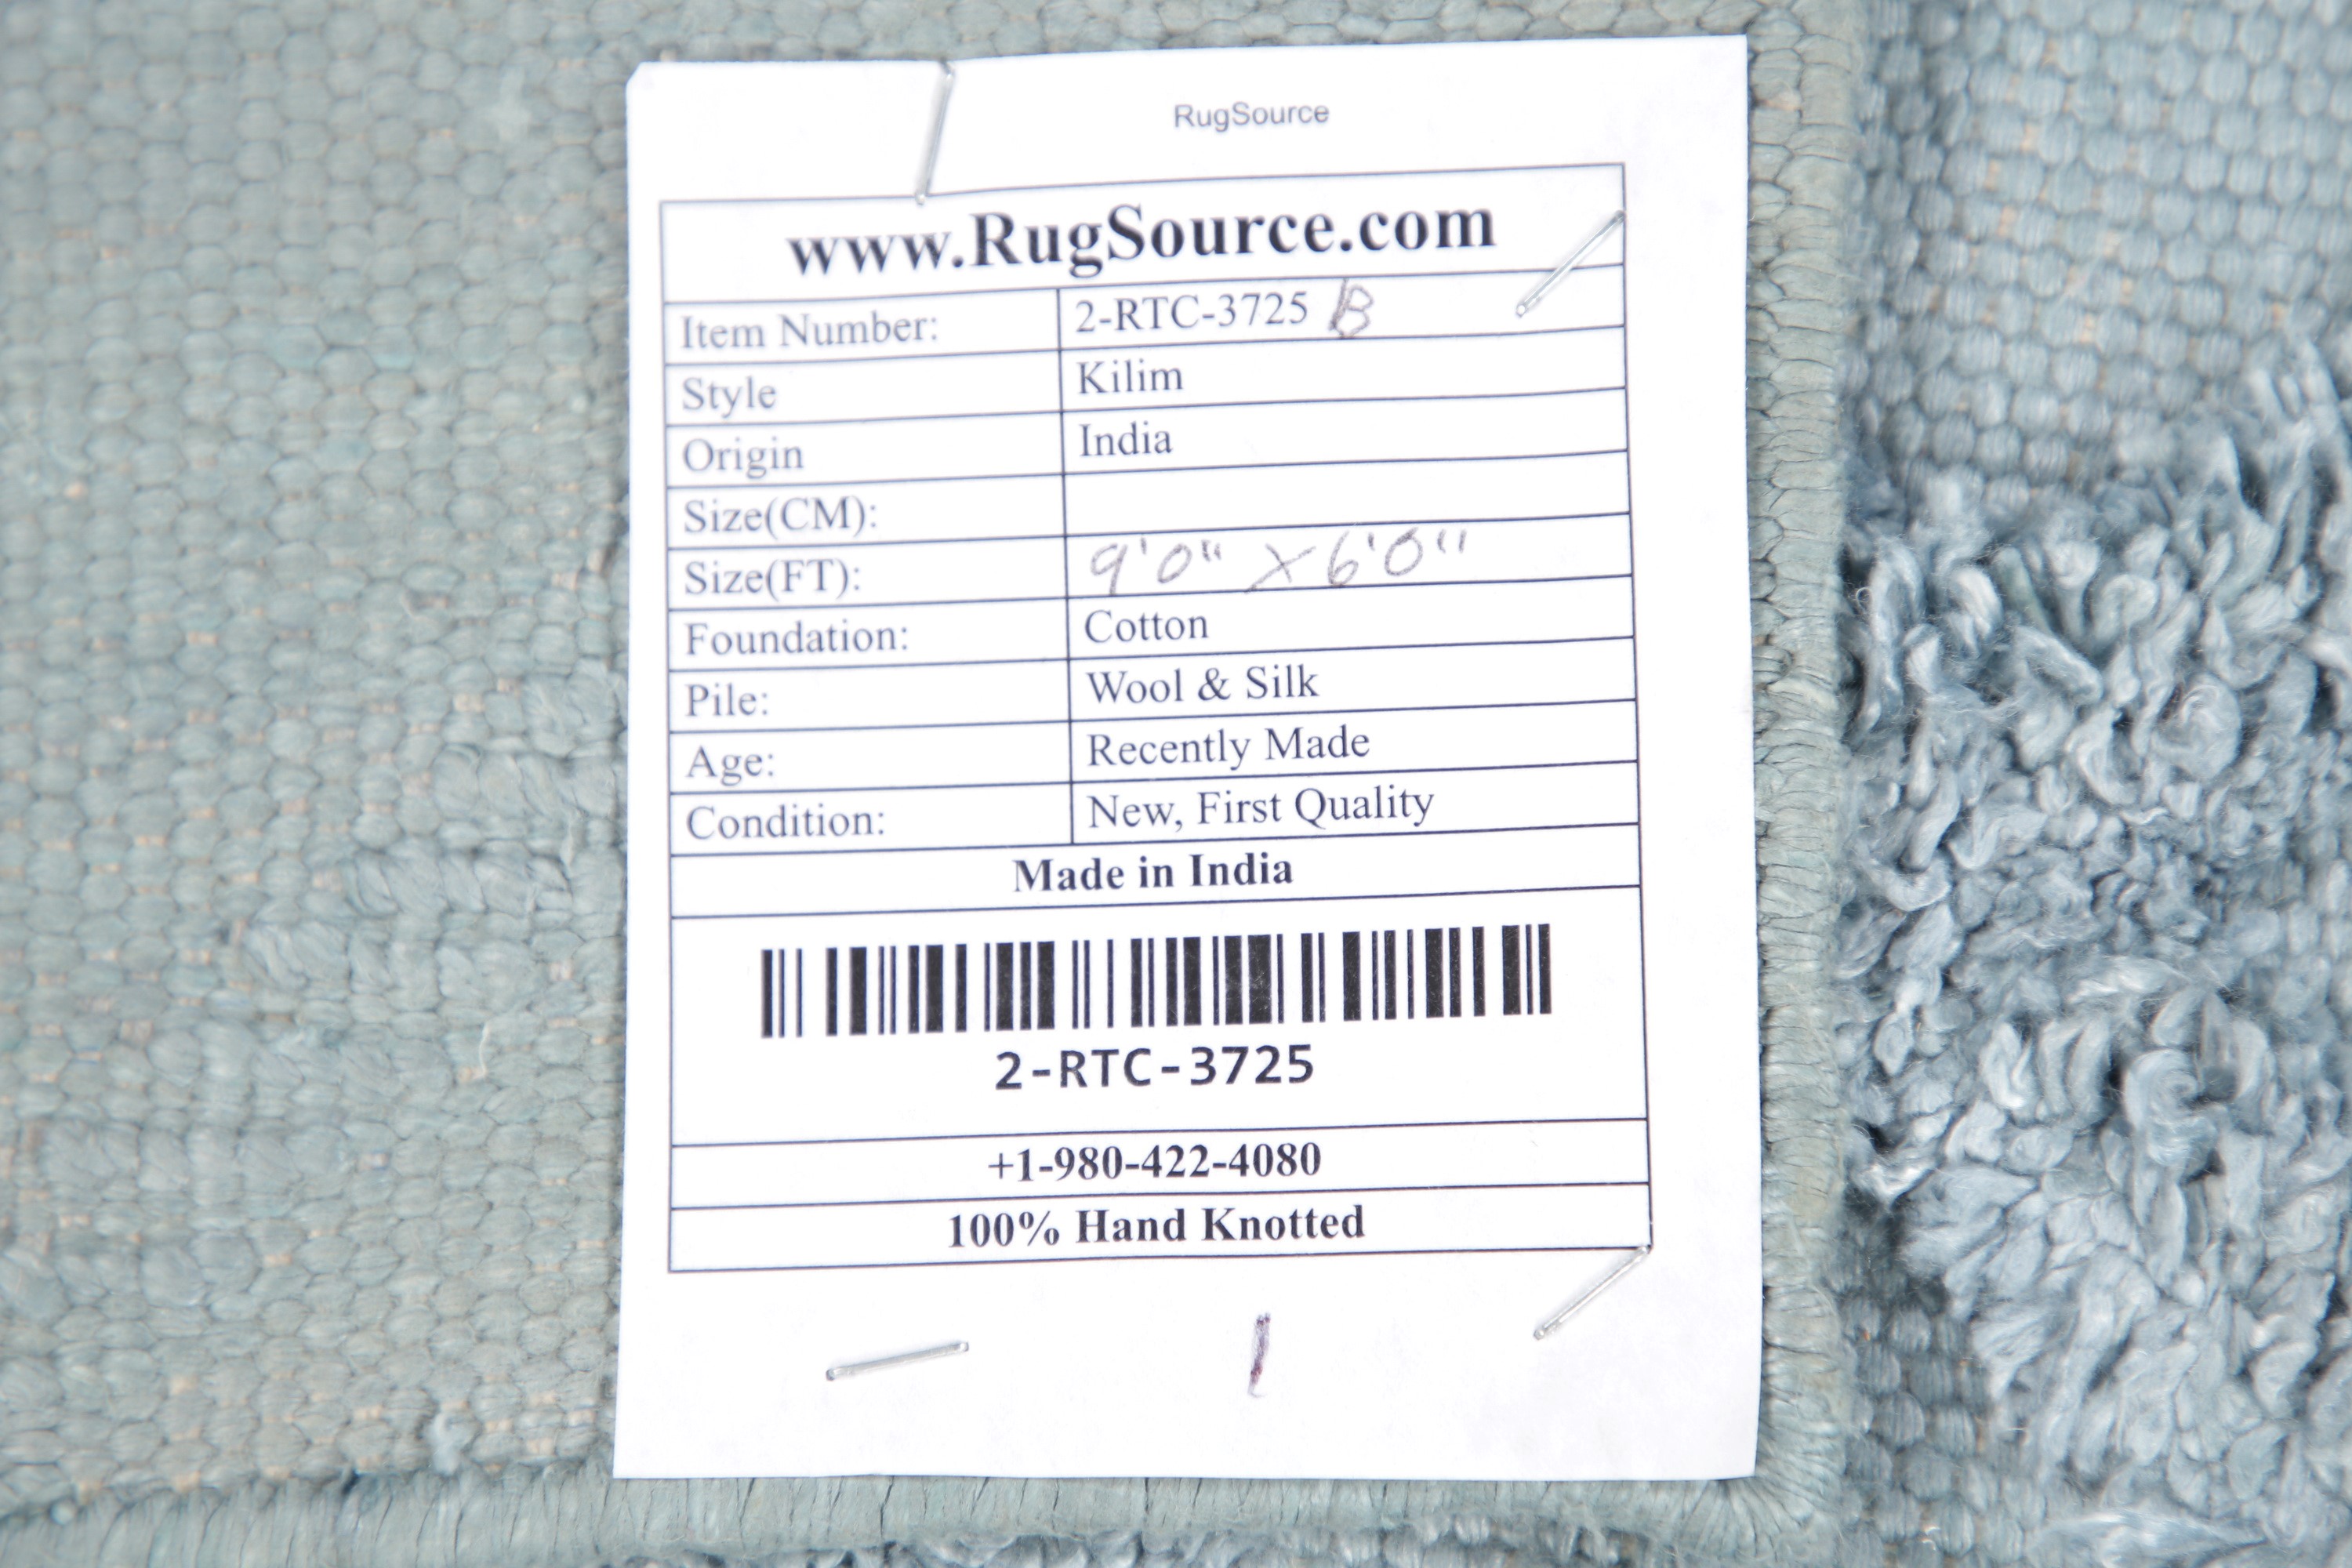 RugSource
www.RugSource.com
Item Number: 2-RTC-3725 B
Style Kilim
Origin India
Size(CM):
Size(FT): 9'0" X 6'0"
Foundation: Cotton
Pile: Wool & Silk
Age: Recently Made
Condition: New, First Quality
Made in India
2-RTC-3725
+1-980-422-4080
100% Hand Knotted